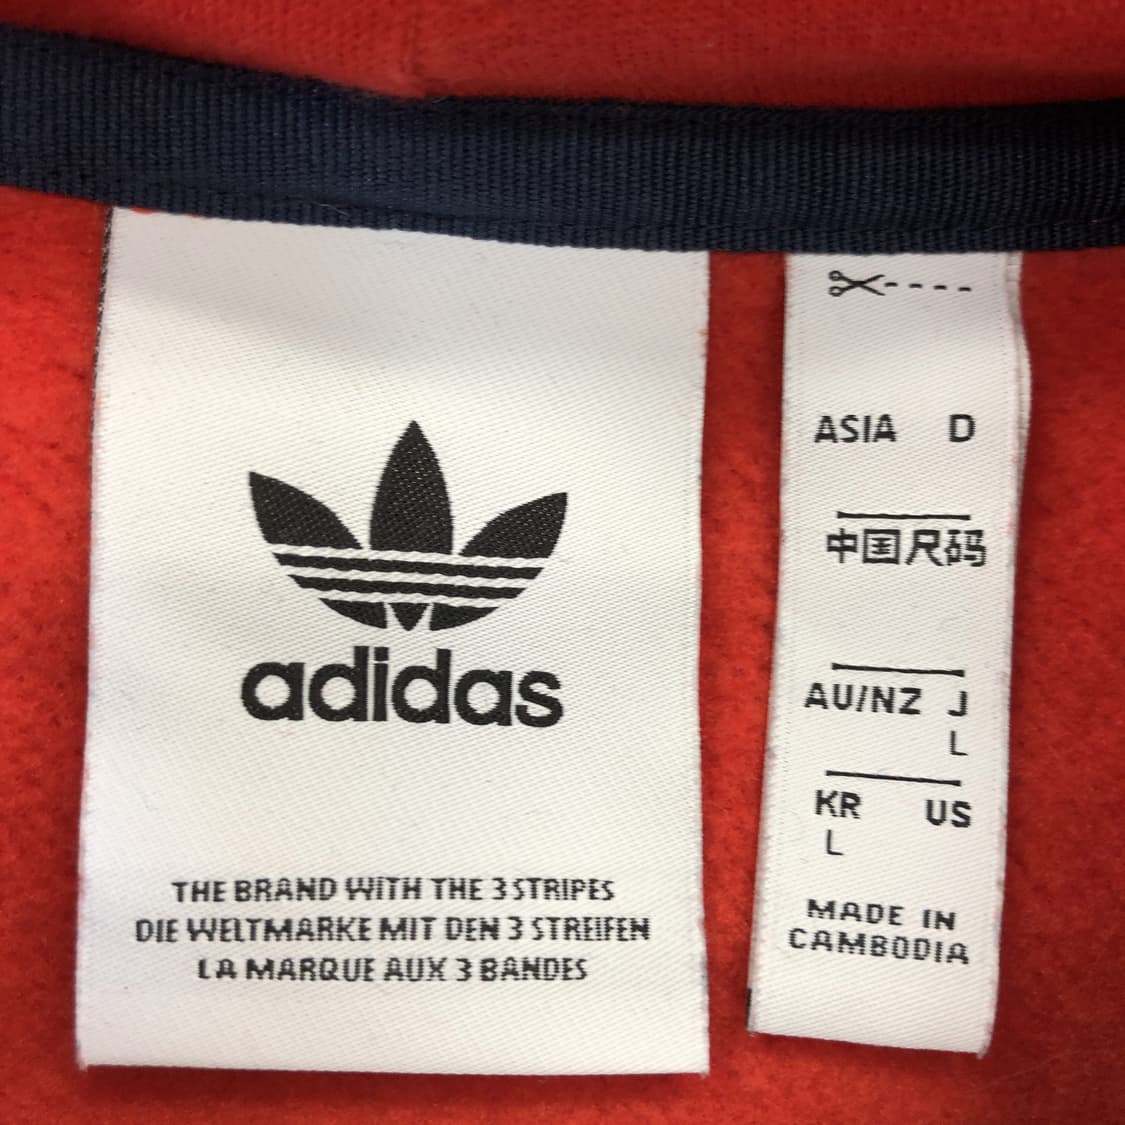 adidas
THE BRAND WITH THE 3 STRIPES
DIE WELTMARKE MIT DEN 3 STREIFEN
LA MARQUE AUX 3 BANDES
ASIA D
中国尺码
AU/NZ J
L
KR US
L
MADE IN
CAMBODIA